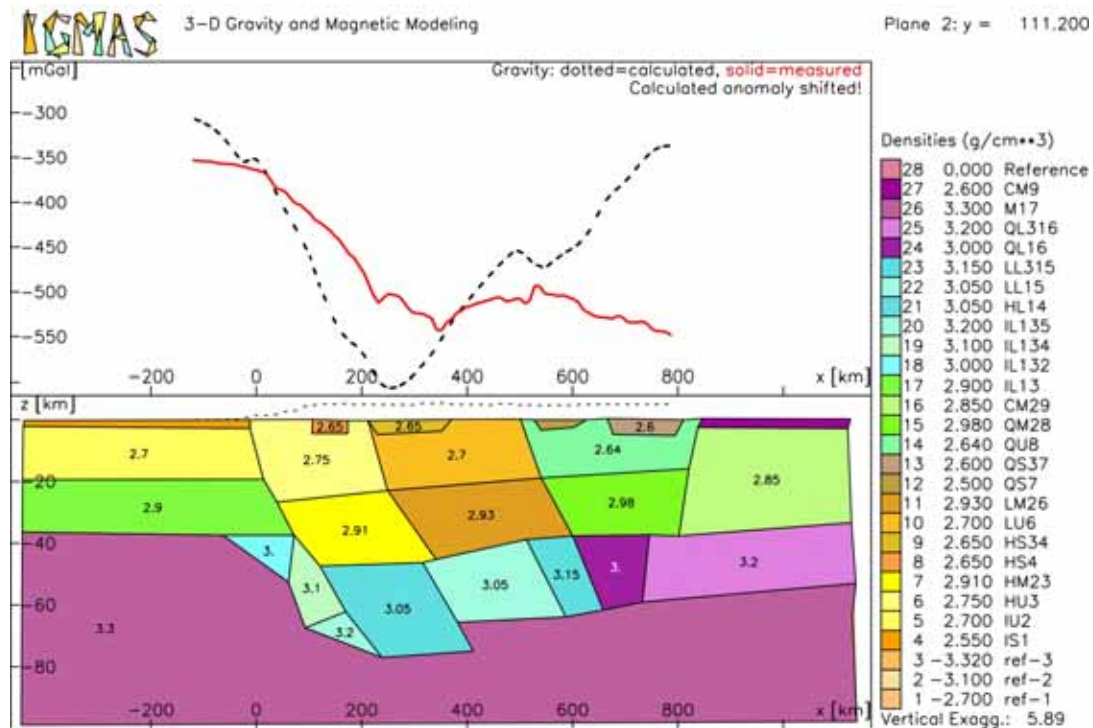 IGMAS 3-D Gravity and Magnetic Modeling Plane 2: y = 111.200
[mGal]
Gravity: dotted=calculated, solid=measured
Calculated anomaly shifted!
-300
-350
-400
-450
-500
-550
-200 0 200 400 600 800 x [km]
z [km]
2.65 2.65 2.6
2.7 2.75 2.7 2.64
2.85
-20
2.9 2.91 2.93 2.98
-40
3. 3.1 3.05 3.05 3.15 3. 3.2
-60
3.3 3.2
-80
-200 0 200 400 600 800 x [km]
Densities (g/cm**3)
28 0.000 Reference
27 2.600 CM9
26 3.300 M17
25 3.200 QL316
24 3.000 QL16
23 3.150 LL315
22 3.050 LL15
21 3.050 HL14
20 3.200 IL135
19 3.100 IL134
18 3.000 IL132
17 2.900 IL13
16 2.850 CM29
15 2.980 QM28
14 2.640 QU8
13 2.600 QS37
12 2.500 QS7
11 2.930 LM26
10 2.700 LU6
9 2.650 HS34
8 2.650 HS4
7 2.910 HM23
6 2.750 HU3
5 2.700 IU2
4 2.550 IS1
3 -3.320 ref-3
2 -3.100 ref-2
1 -2.700 ref-1
Vertical Exagg.: 5.89